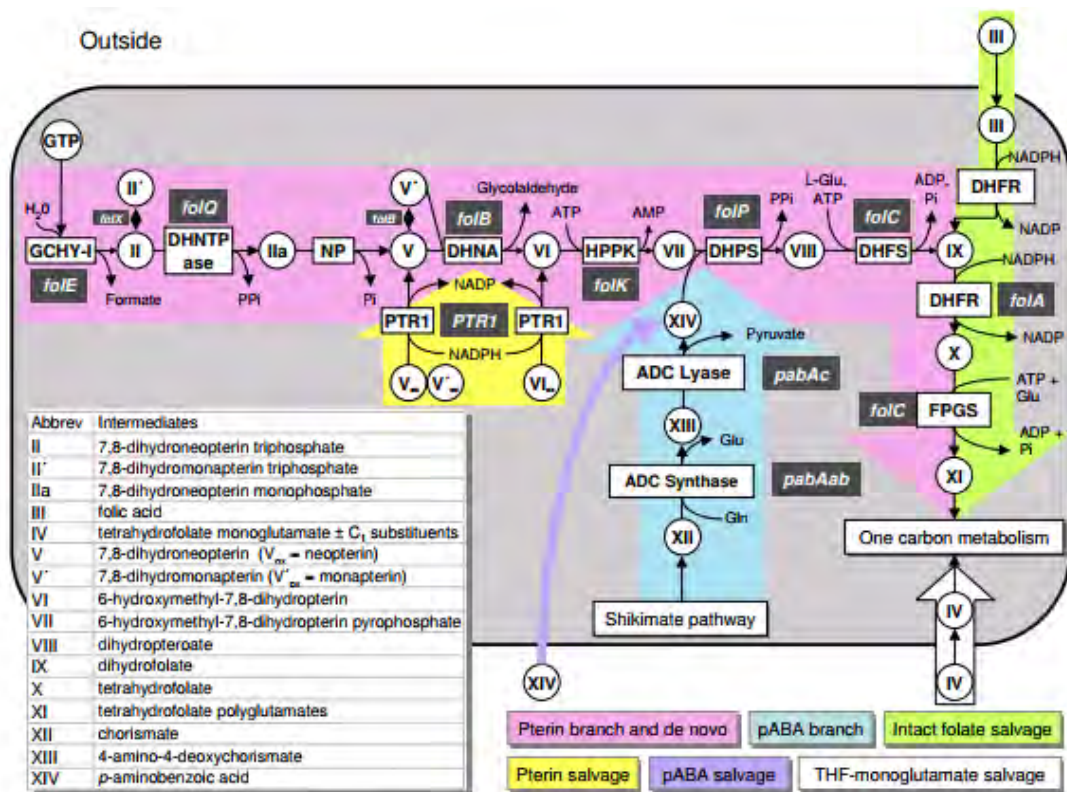 Outside
III
GTP
III
NADPH
II´
V´
Glycolaldehyde
L-Glu,
ATP
ADP,
Pi
DHFR
H20
folX
folQ
folB
folB
ATP
AMP
folP
PPi
folC
NADP
GCHY-I
II
DHNTP
ase
IIa
NP
V
DHNA
VI
HPPK
VII
DHPS
VIII
DHFS
IX
NADPH
folE
Formate
PPi
Pi
NADP
folK
DHFR
folA
PTR1
PTR1
PTR1
XIV
Pyruvate
NADP
NADPH
X
ADC Lyase
pabAc
ATP +
Glu
Vox
V´ox
VIox
folC
FPGS
XIII
Glu
ADP +
Pi
ADC Synthase
pabAab
XI
Gln
XII
One carbon metabolism
Shikimate pathway
IV
XIV
IV
Abbrev Intermediates
II 7,8-dihydroneopterin triphosphate
II´ 7,8-dihydromonapterin triphosphate
IIa 7,8-dihydroneopterin monophosphate
III folic acid
IV tetrahydrofolate monoglutamate ± C1 substituents
V 7,8-dihydroneopterin (Vox = neopterin)
V´ 7,8-dihydromonapterin (V´ox = monapterin)
VI 6-hydroxymethyl-7,8-dihydropterin
VII 6-hydroxymethyl-7,8-dihydropterin pyrophosphate
VIII dihydropteroate
IX dihydrofolate
X tetrahydrofolate
XI tetrahydrofolate polyglutamates
XII chorismate
XIII 4-amino-4-deoxychorismate
XIV p-aminobenzoic acid
Pterin branch and de novo
pABA branch
Intact folate salvage
Pterin salvage
pABA salvage
THF-monoglutamate salvage